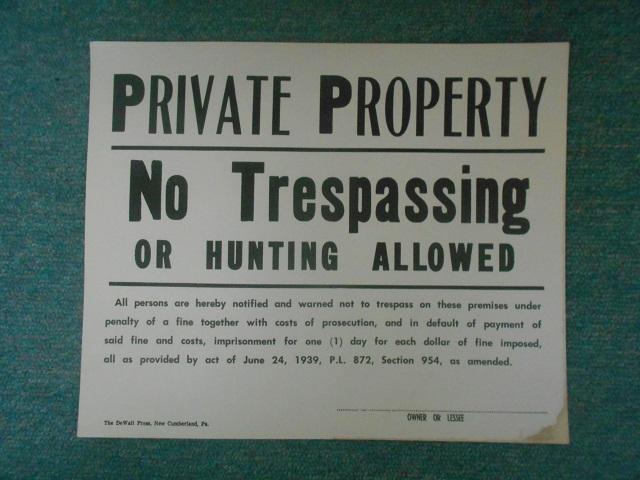 PRIVATE PROPERTY
No Trespassing
OR HUNTING ALLOWED
All persons are hereby notified and warned not to trespass on these premises under
penalty of a fine together with costs of prosecution, and in default of payment of
said fine and costs, imprisonment for one (1) day for each dollar of fine imposed,
all as provided by act of June 24, 1939, P.L. 872, Section 954, as amended.
OWNER OR LESSEE
The DeWalt Press, New Cumberland, Pa.